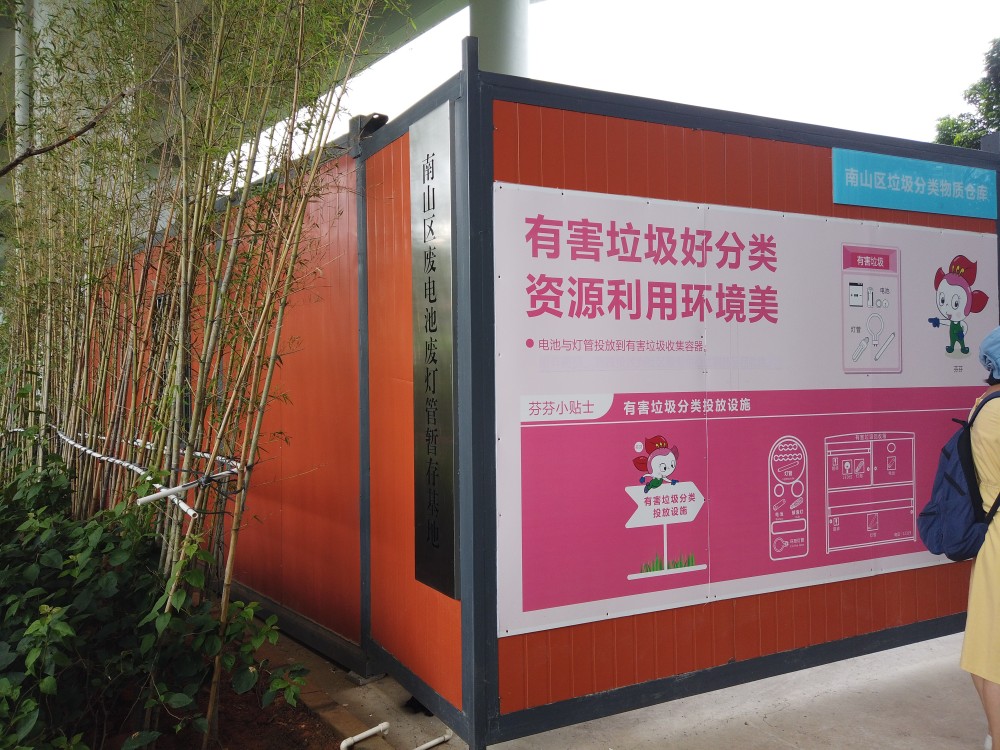 南山区废电池废灯管暂存基地
南山区垃圾分类物质仓库
有害垃圾好分类
资源利用环境美
● 电池与灯管投放到有害垃圾收集容器。
有害垃圾
电池
灯管
芬芬
芬芬小贴士
有害垃圾分类投放设施
有害垃圾分类
投放设施
灯管